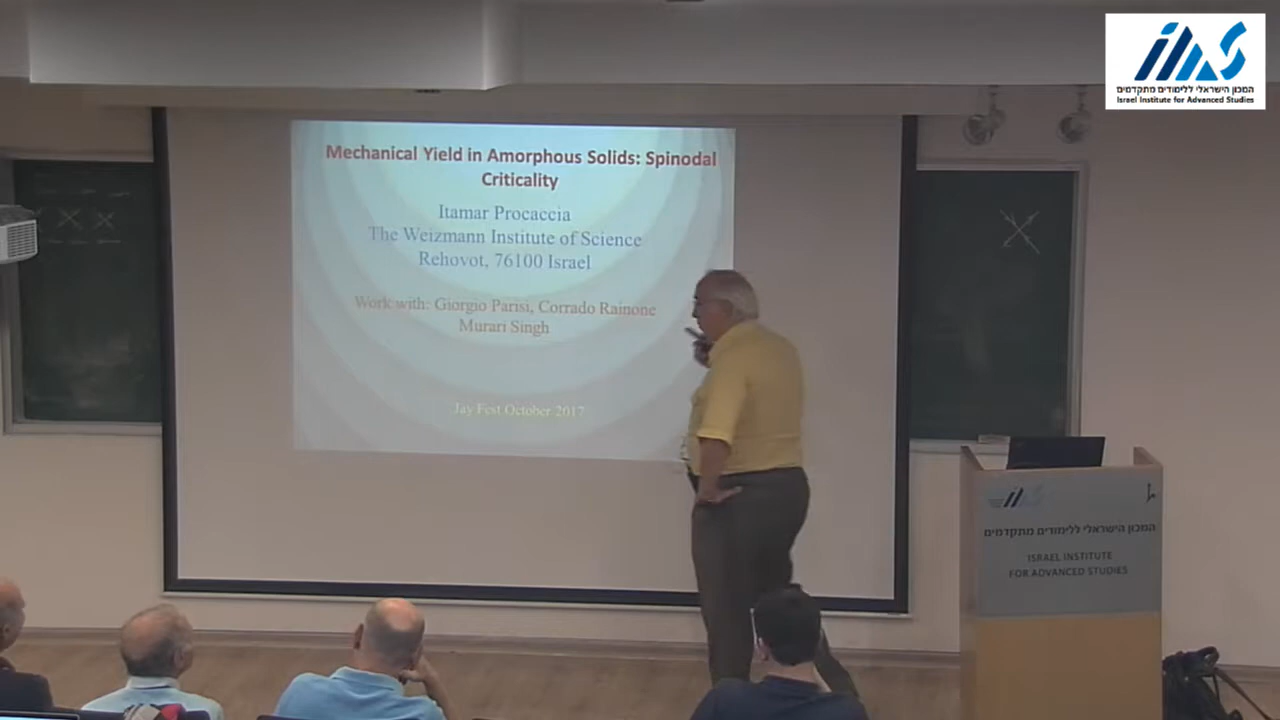 המכון הישראלי ללימודים מתקדמים
Israel Institute for Advanced Studies
Mechanical Yield in Amorphous Solids: Spinodal
Criticality
Itamar Procaccia
The Weizmann Institute of Science
Rehovot, 76100 Israel
Work with: Giorgio Parisi, Corrado Rainone
Murari Singh
Jay Fest October 2017
המכון הישראלי ללימודים מתקדמים
ISRAEL INSTITUTE
FOR ADVANCED STUDIES